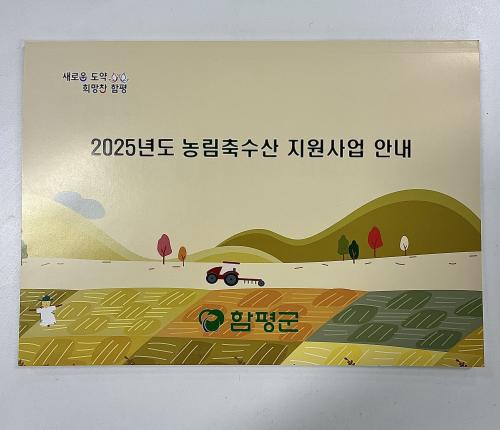 새로운 도약
희망찬 함평
2025년도 농림축수산 지원사업 안내
함평군